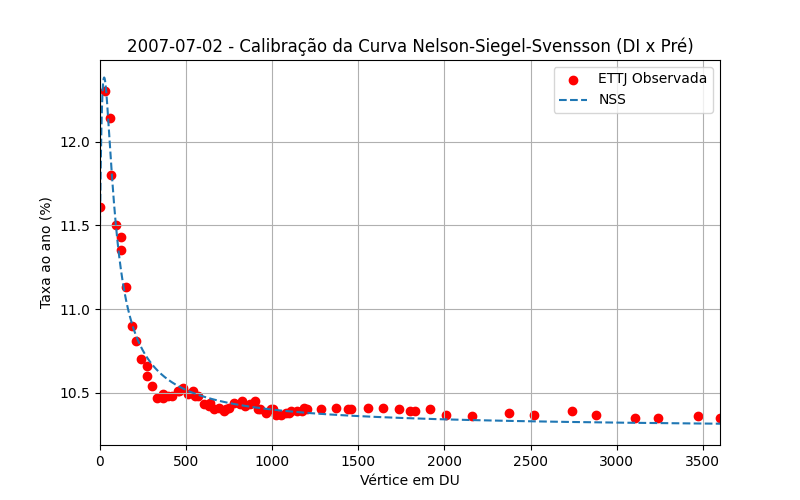 2007-07-02 - Calibração da Curva Nelson-Siegel-Svensson (DI x Pré)
ETTJ Observada
NSS
12.0
11.5
11.0
10.5
Taxa ao ano (%)
0 500 1000 1500 2000 2500 3000 3500
Vértice em DU